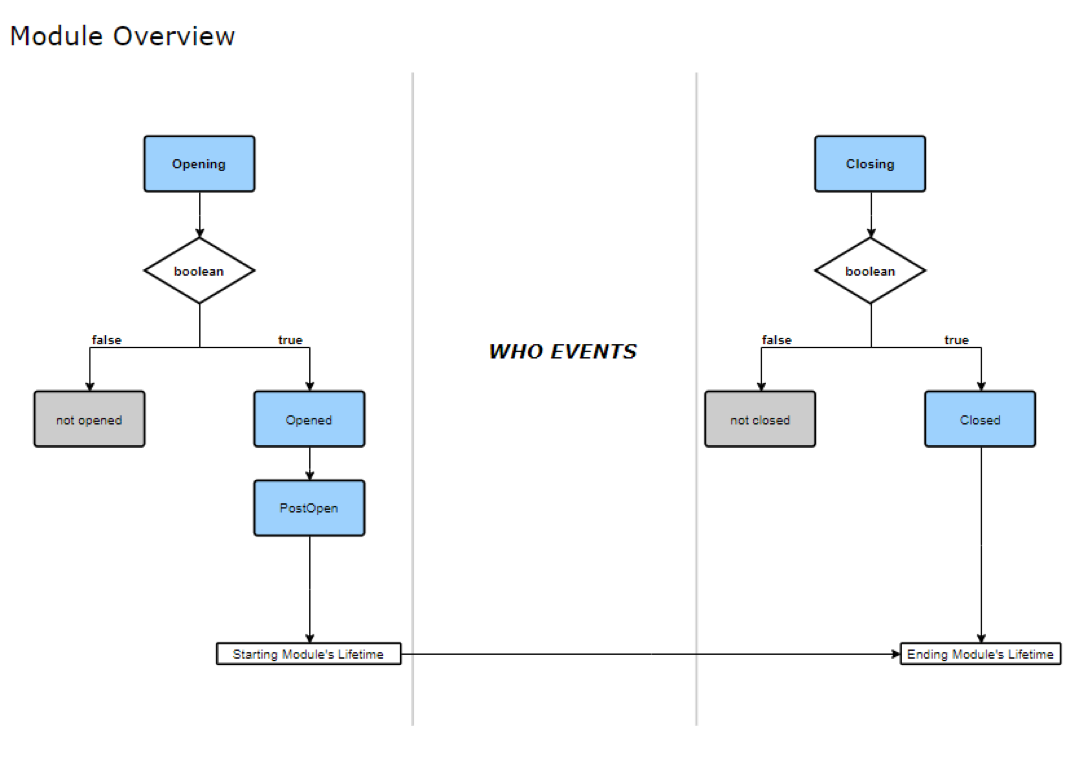 Module Overview
Opening
boolean
false
true
not opened
Opened
PostOpen
Starting Module's Lifetime
WHO EVENTS
Closing
boolean
false
true
not closed
Closed
Ending Module's Lifetime